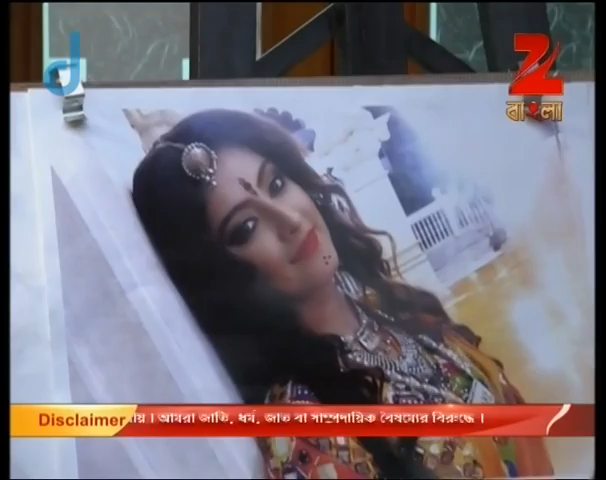 d
Z
বাংলা
Disclaimer
ায়। আমরা জাতি, ধর্ম, জাত বা সাম্প্রদায়িক বৈষম্যের বিরুদ্ধে।